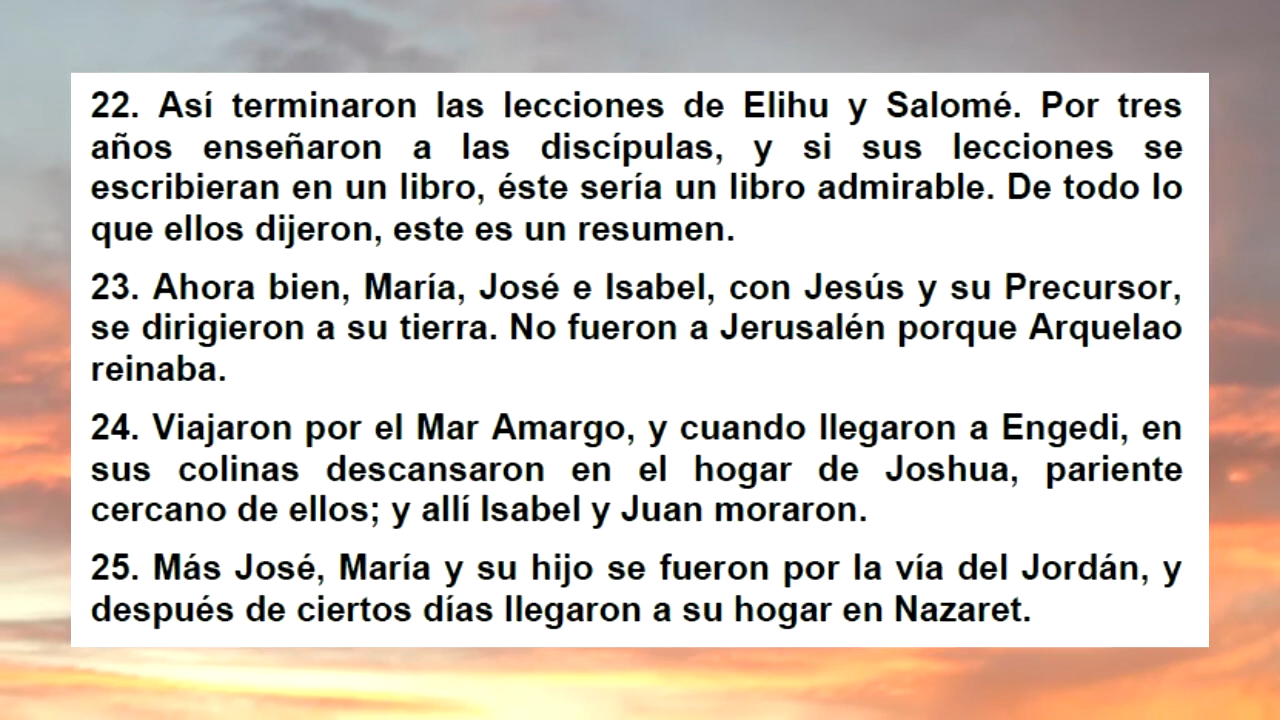 22. Así terminaron las lecciones de Elihu y Salomé. Por tres
años enseñaron a las discípulas, y si sus lecciones se
escribieran en un libro, éste sería un libro admirable. De todo lo
que ellos dijeron, este es un resumen.
23. Ahora bien, María, José e Isabel, con Jesús y su Precursor,
se dirigieron a su tierra. No fueron a Jerusalén porque Arquelao
reinaba.
24. Viajaron por el Mar Amargo, y cuando llegaron a Engedi, en
sus colinas descansaron en el hogar de Joshua, pariente
cercano de ellos; y allí Isabel y Juan moraron.
25. Más José, María y su hijo se fueron por la vía del Jordán, y
después de ciertos días llegaron a su hogar en Nazaret.